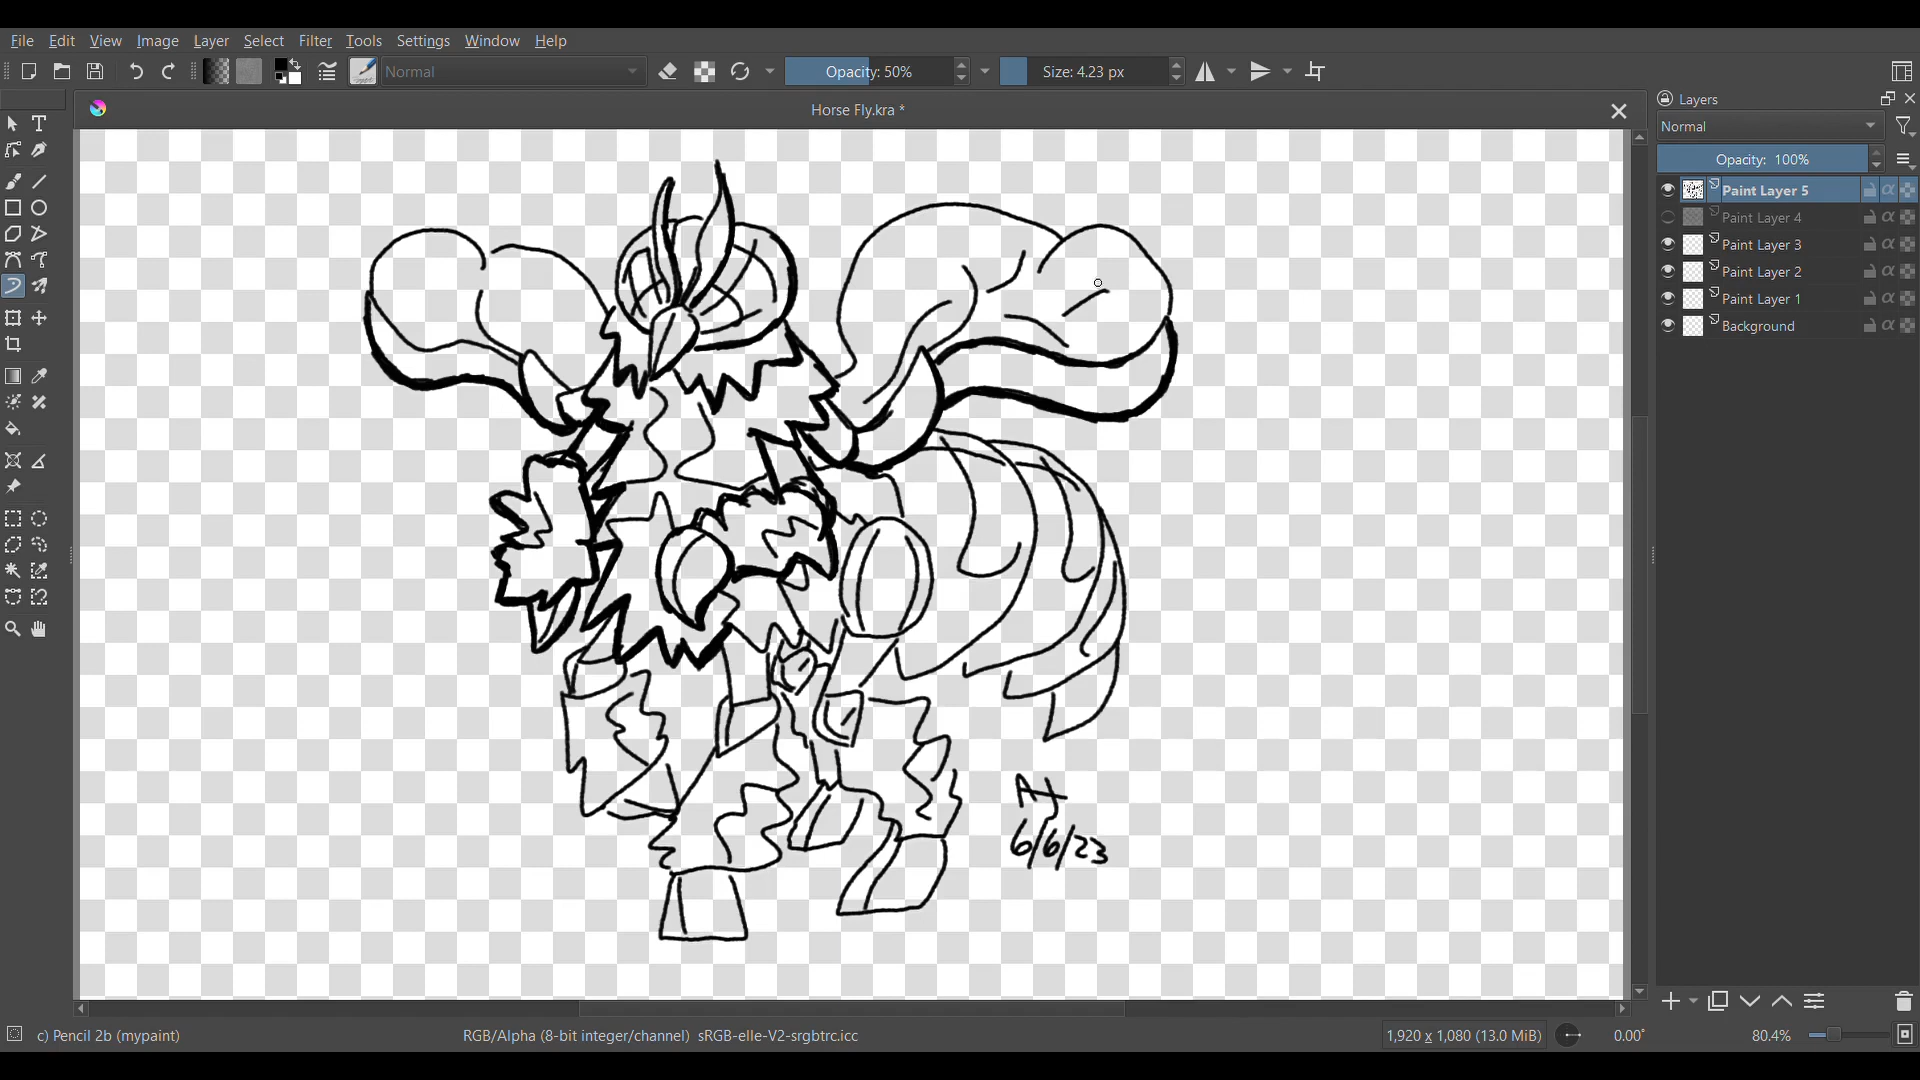 File Edit View Image Layer Select Filter Tools Settings Window Help
Normal Opacity: 50% Size: 4.23 px
Horse Fly.kra *
Layers
Normal
Opacity: 100%
Paint Layer 5
Paint Layer 4
Paint Layer 3
Paint Layer 2
Paint Layer 1
Background
6/6/23
c) Pencil 2b (mypaint) RGB/Alpha (8-bit integer/channel) sRGB-elle-V2-srgbtrc.icc 1,920 x 1,080 (13.0 MiB) 0.00° 80.4%